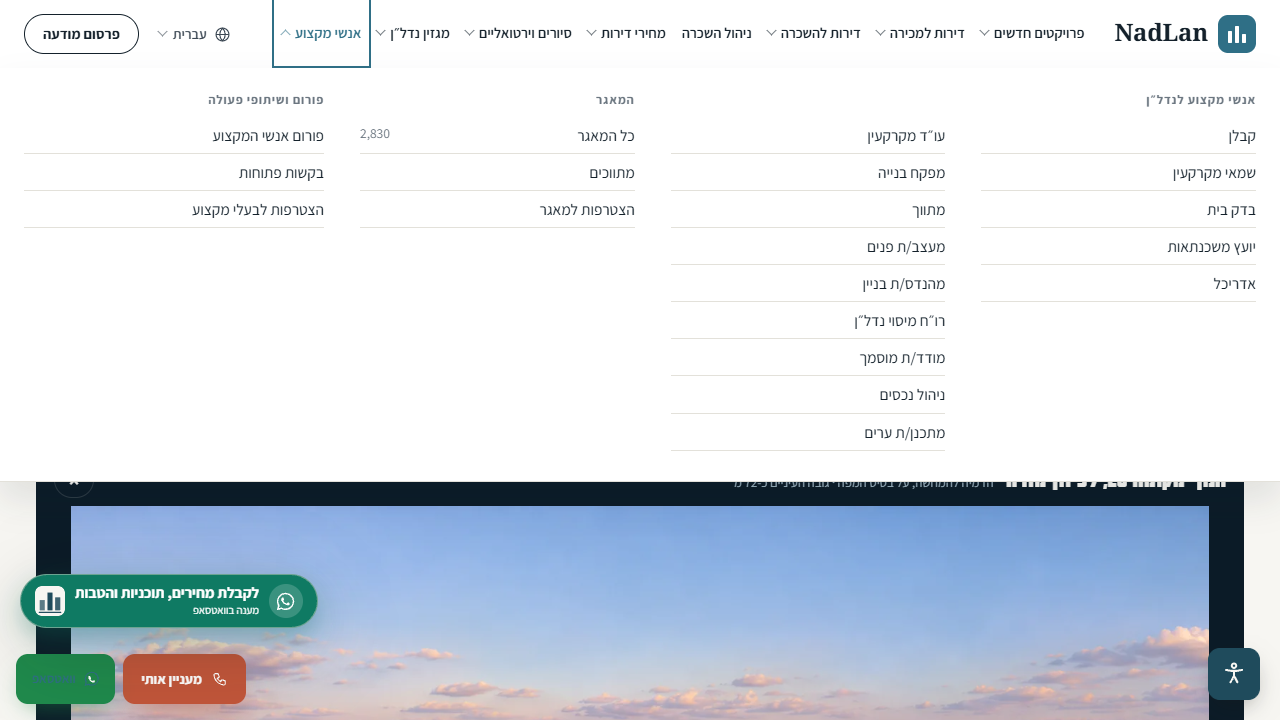 NadLan
פרויקטים חדשים
דירות למכירה
דירות להשכרה
ניהול השכרה
מחירי דירות
סיורים וירטואליים
מגזין נדל״ן
אנשי מקצוע
עברית
פרסום מודעה
אנשי מקצוע לנדל״ן
קבלן
שמאי מקרקעין
בדק בית
יועץ משכנתאות
אדריכל
עו״ד מקרקעין
מפקח בנייה
מתווך
מעצב/ת פנים
מהנדס/ת בניין
רו״ח מיסוי נדל״ן
מודד/ת מוסמך
ניהול נכסים
מתכנן/ת ערים
המאגר
כל המאגר 2,830
מתווכים
הצטרפות למאגר
פורום ושיתופי פעולה
פורום אנשי המקצוע
בקשות פתוחות
הצטרפות לבעלי מקצוע
לקבלת מחירים, תוכניות והטבות
מענה בוואטסאפ
מעניין אותי